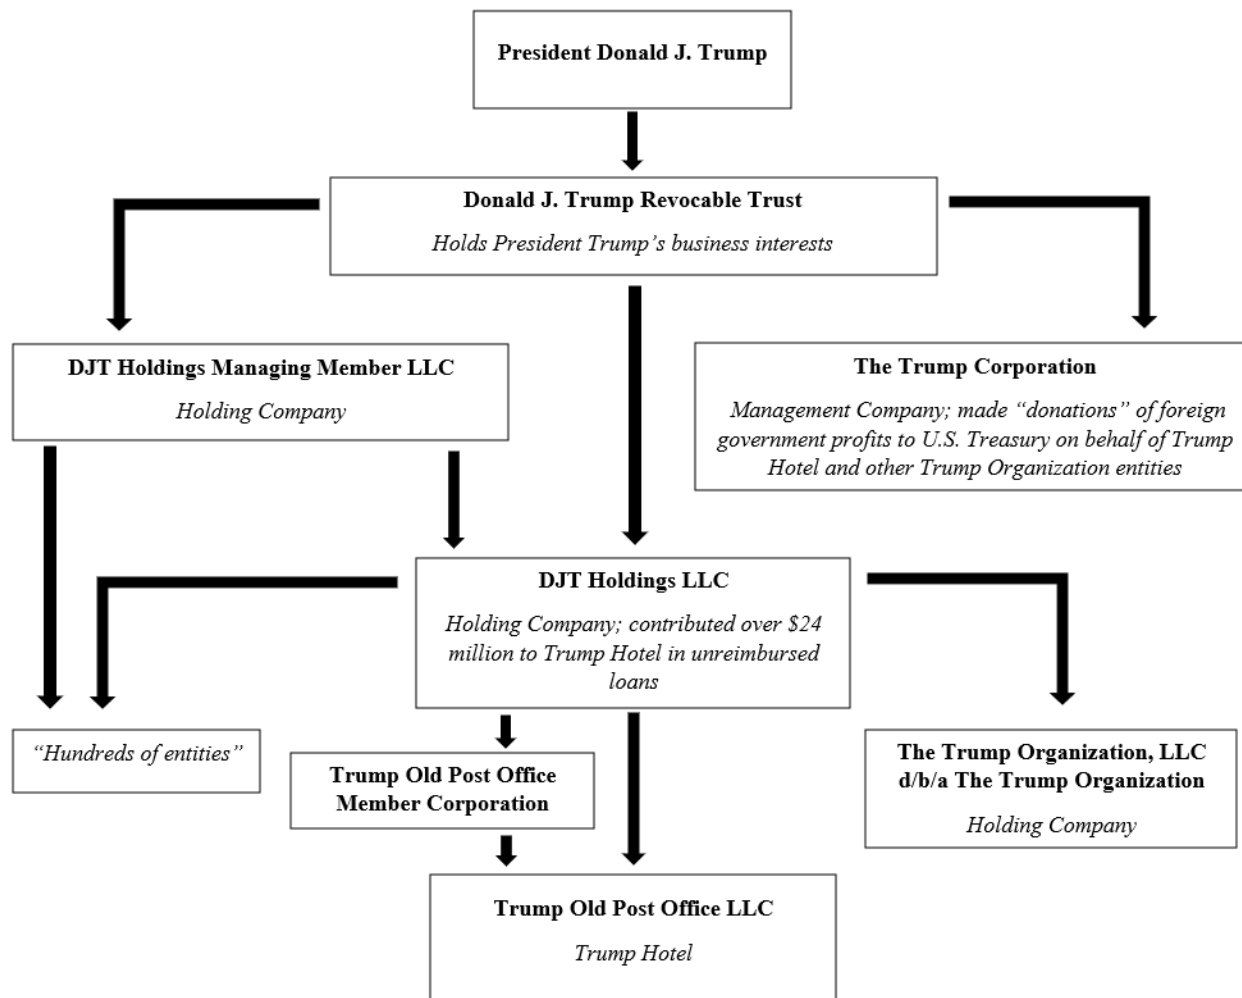 President Donald J. Trump
Donald J. Trump Revocable Trust
Holds President Trump’s business interests
DJT Holdings Managing Member LLC
Holding Company
The Trump Corporation
Management Company; made “donations” of foreign
government profits to U.S. Treasury on behalf of Trump
Hotel and other Trump Organization entities
DJT Holdings LLC
Holding Company; contributed over $24
million to Trump Hotel in unreimbursed
loans
“Hundreds of entities”
Trump Old Post Office
Member Corporation
The Trump Organization, LLC
d/b/a The Trump Organization
Holding Company
Trump Old Post Office LLC
Trump Hotel